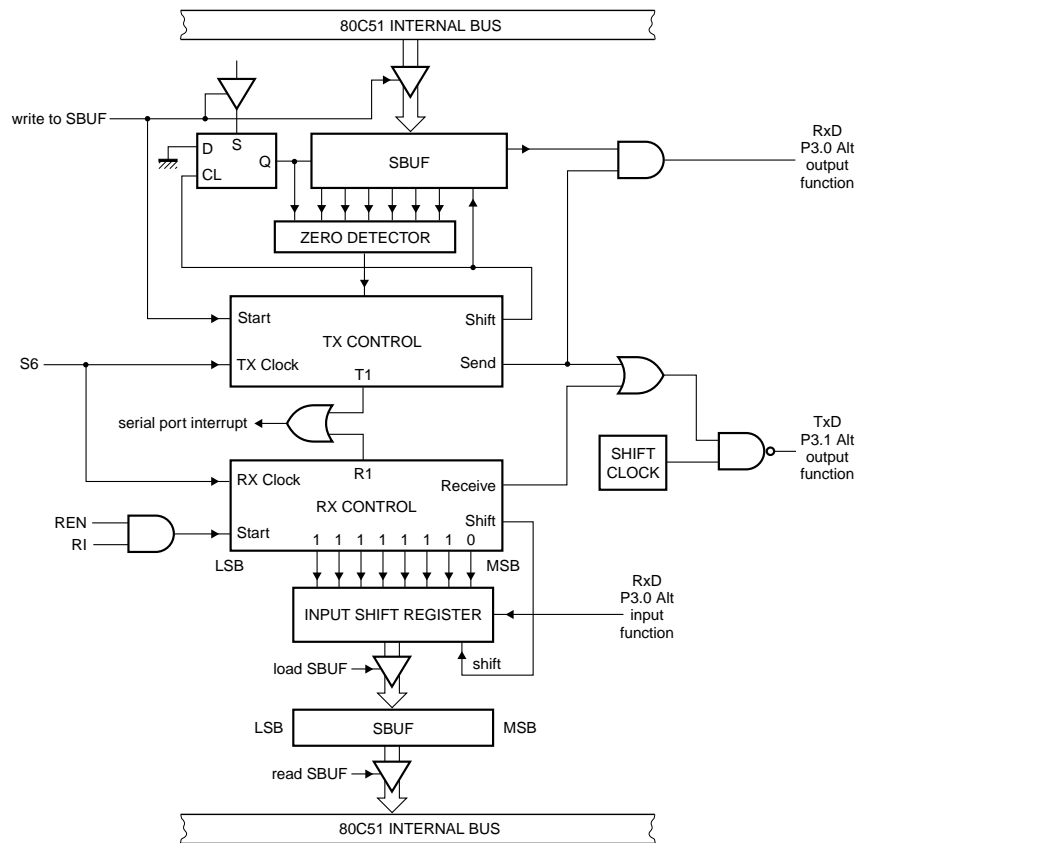 80C51 INTERNAL BUS
write to SBUF
D
S
Q
CL
SBUF
RxD
P3.0 Alt
output
function
ZERO DETECTOR
Start
Shift
TX CONTROL
S6
TX Clock
Send
T1
serial port interrupt
SHIFT
CLOCK
TxD
P3.1 Alt
output
function
R1
RX Clock
Receive
RX CONTROL
Shift
REN
RI
Start
1 1 1 1 1 1 1 0
LSB
MSB
INPUT SHIFT REGISTER
RxD
P3.0 Alt
input
function
shift
load SBUF
LSB
SBUF
MSB
read SBUF
80C51 INTERNAL BUS